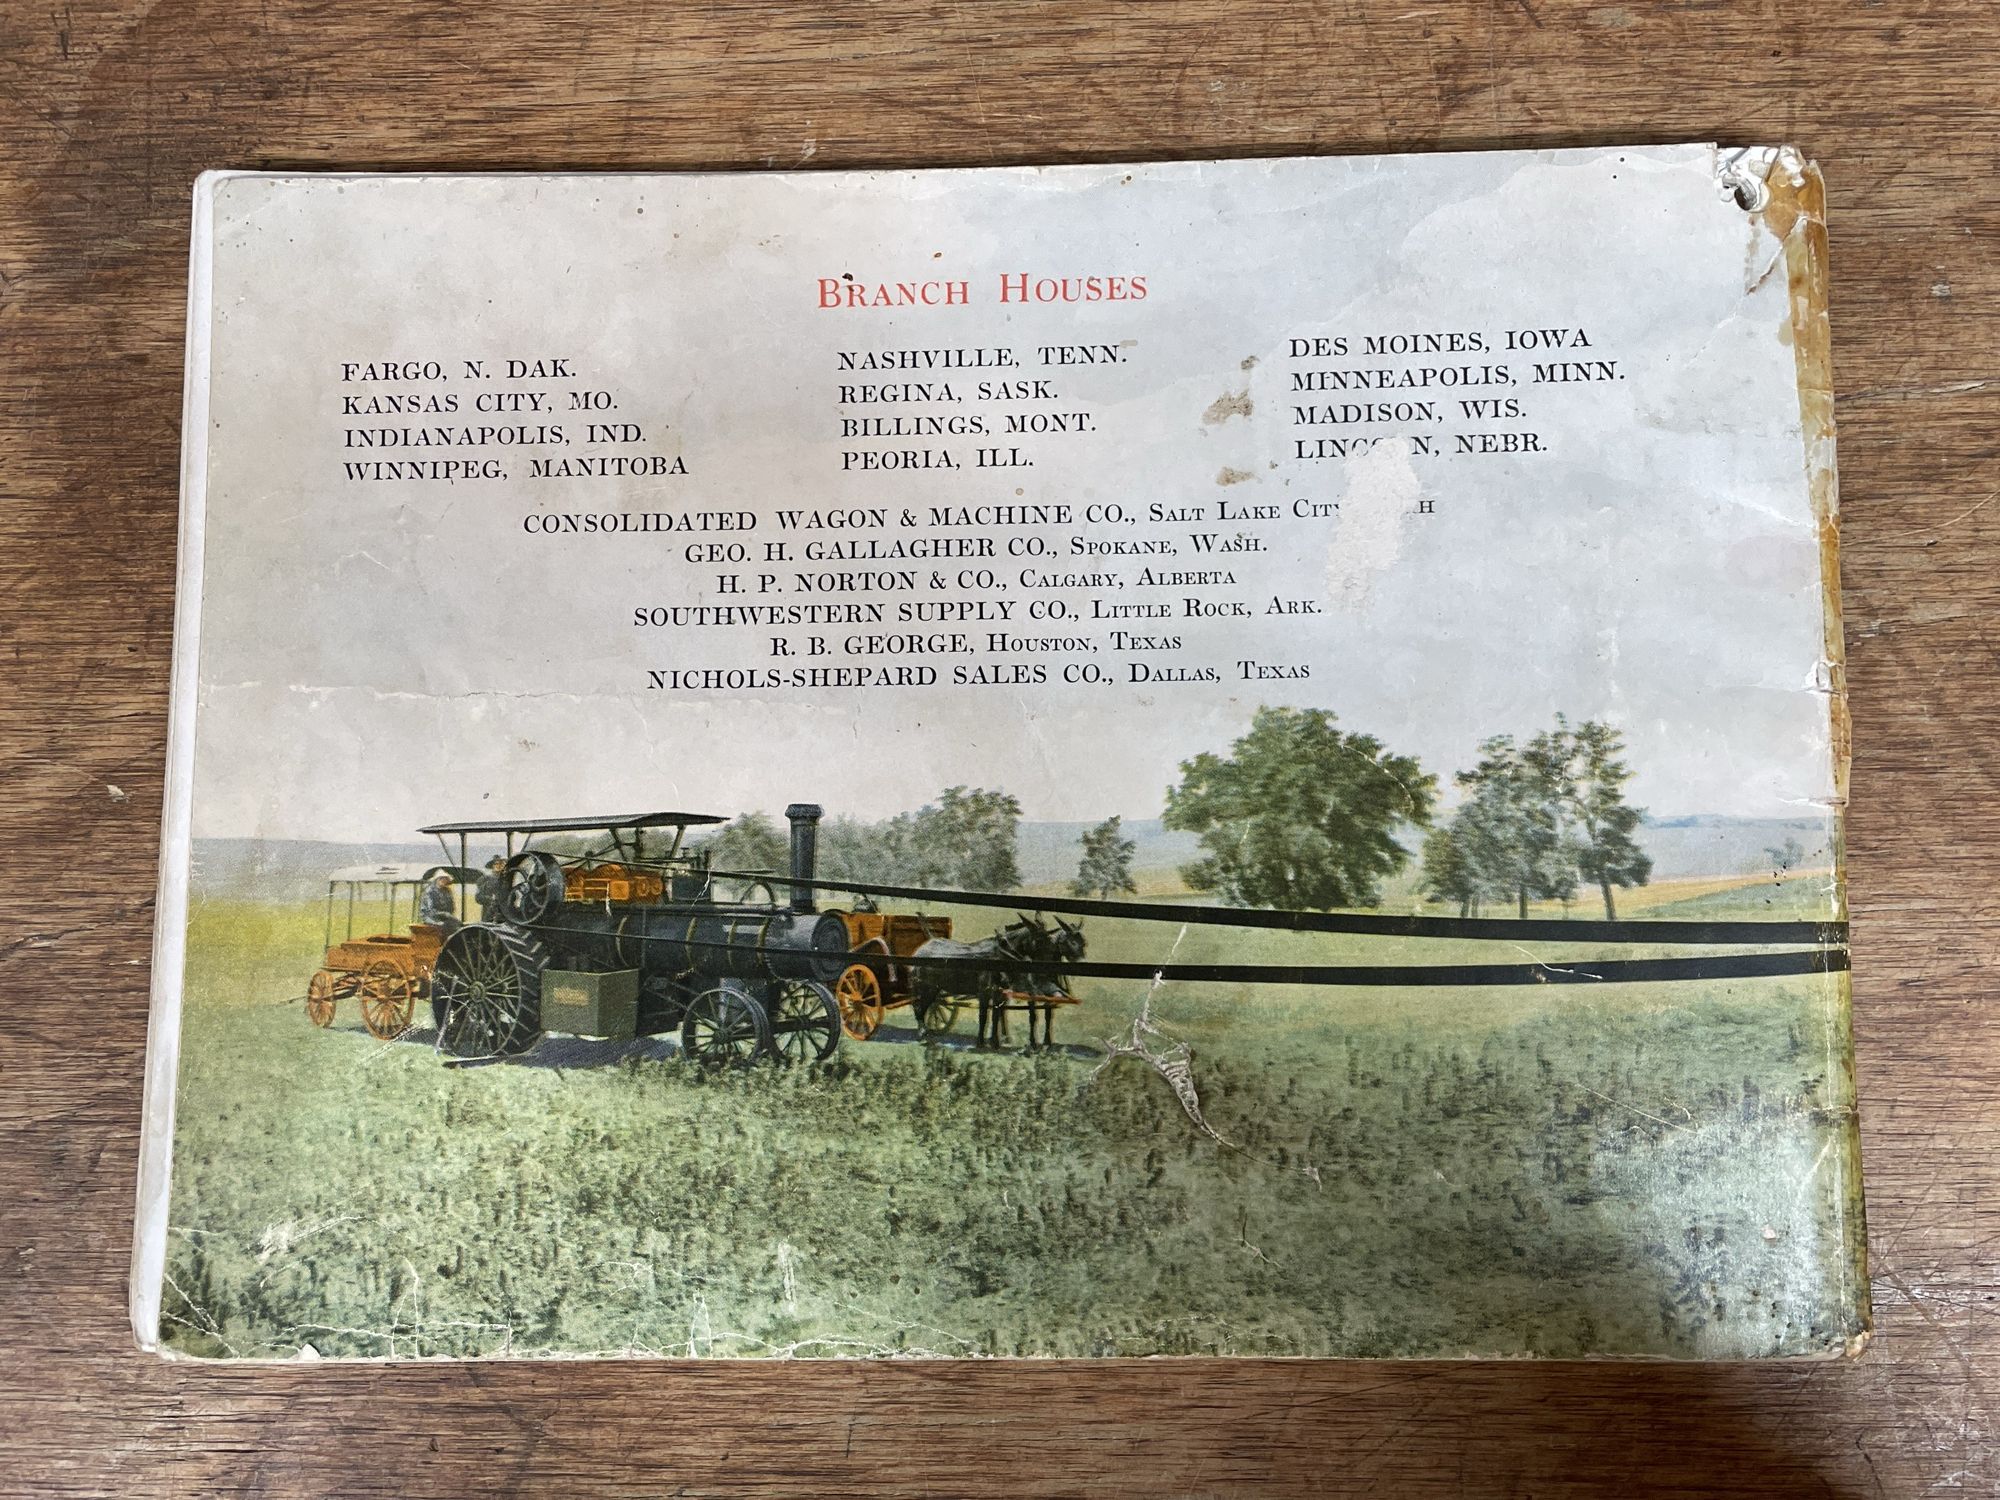 BRANCH HOUSES
FARGO, N. DAK.
KANSAS CITY, MO.
INDIANAPOLIS, IND.
WINNIPEG, MANITOBA
NASHVILLE, TENN.
REGINA, SASK.
BILLINGS, MONT.
PEORIA, ILL.
DES MOINES, IOWA
MINNEAPOLIS, MINN.
MADISON, WIS.
NEBR.
CONSOLIDATED WAGON & MACHINE CO., SALT LAKE CITY
GEO. H. GALLAGHER CO., SPOKANE, WASH.
H. P. NORTON & CO., CALGARY, ALBERTA
SOUTHWESTERN SUPPLY CO., LITTLE ROCK, ARK.
R. B. GEORGE, HOUSTON, TEXAS
NICHOLS-SHEPARD SALES CO., DALLAS, TEXAS